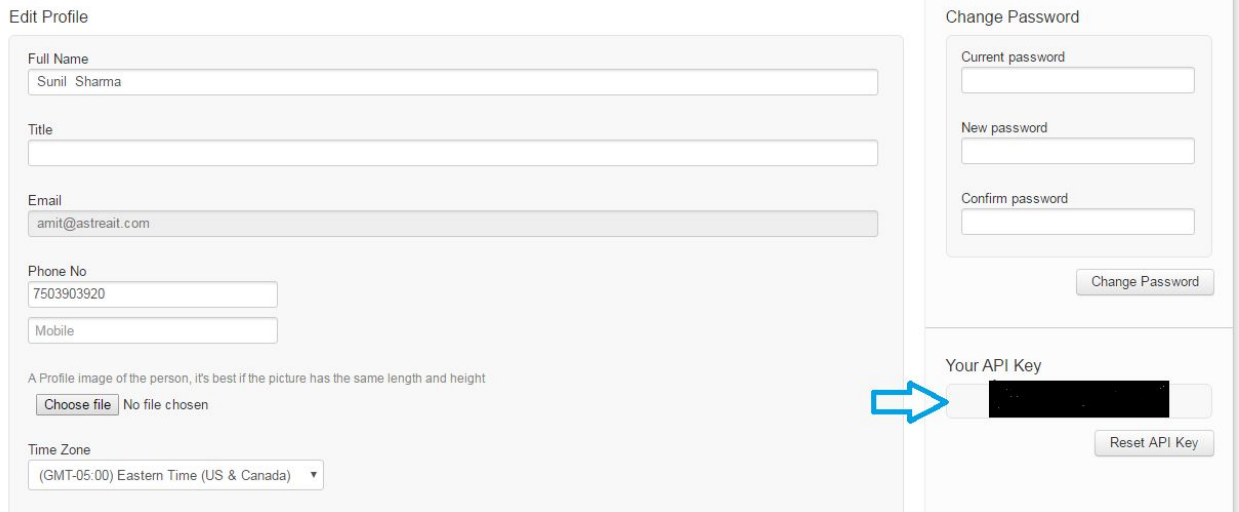 Edit Profile
Full Name
Sunil  Sharma
Title
Email
amit@astreait.com
Phone No
7503903920
Mobile
A Profile image of the person, it's best if the picture has the same length and height
Choose file No file chosen
Time Zone
(GMT-05:00) Eastern Time (US & Canada)
Change Password
Current password
New password
Confirm password
Change Password
Your API Key
Reset API Key